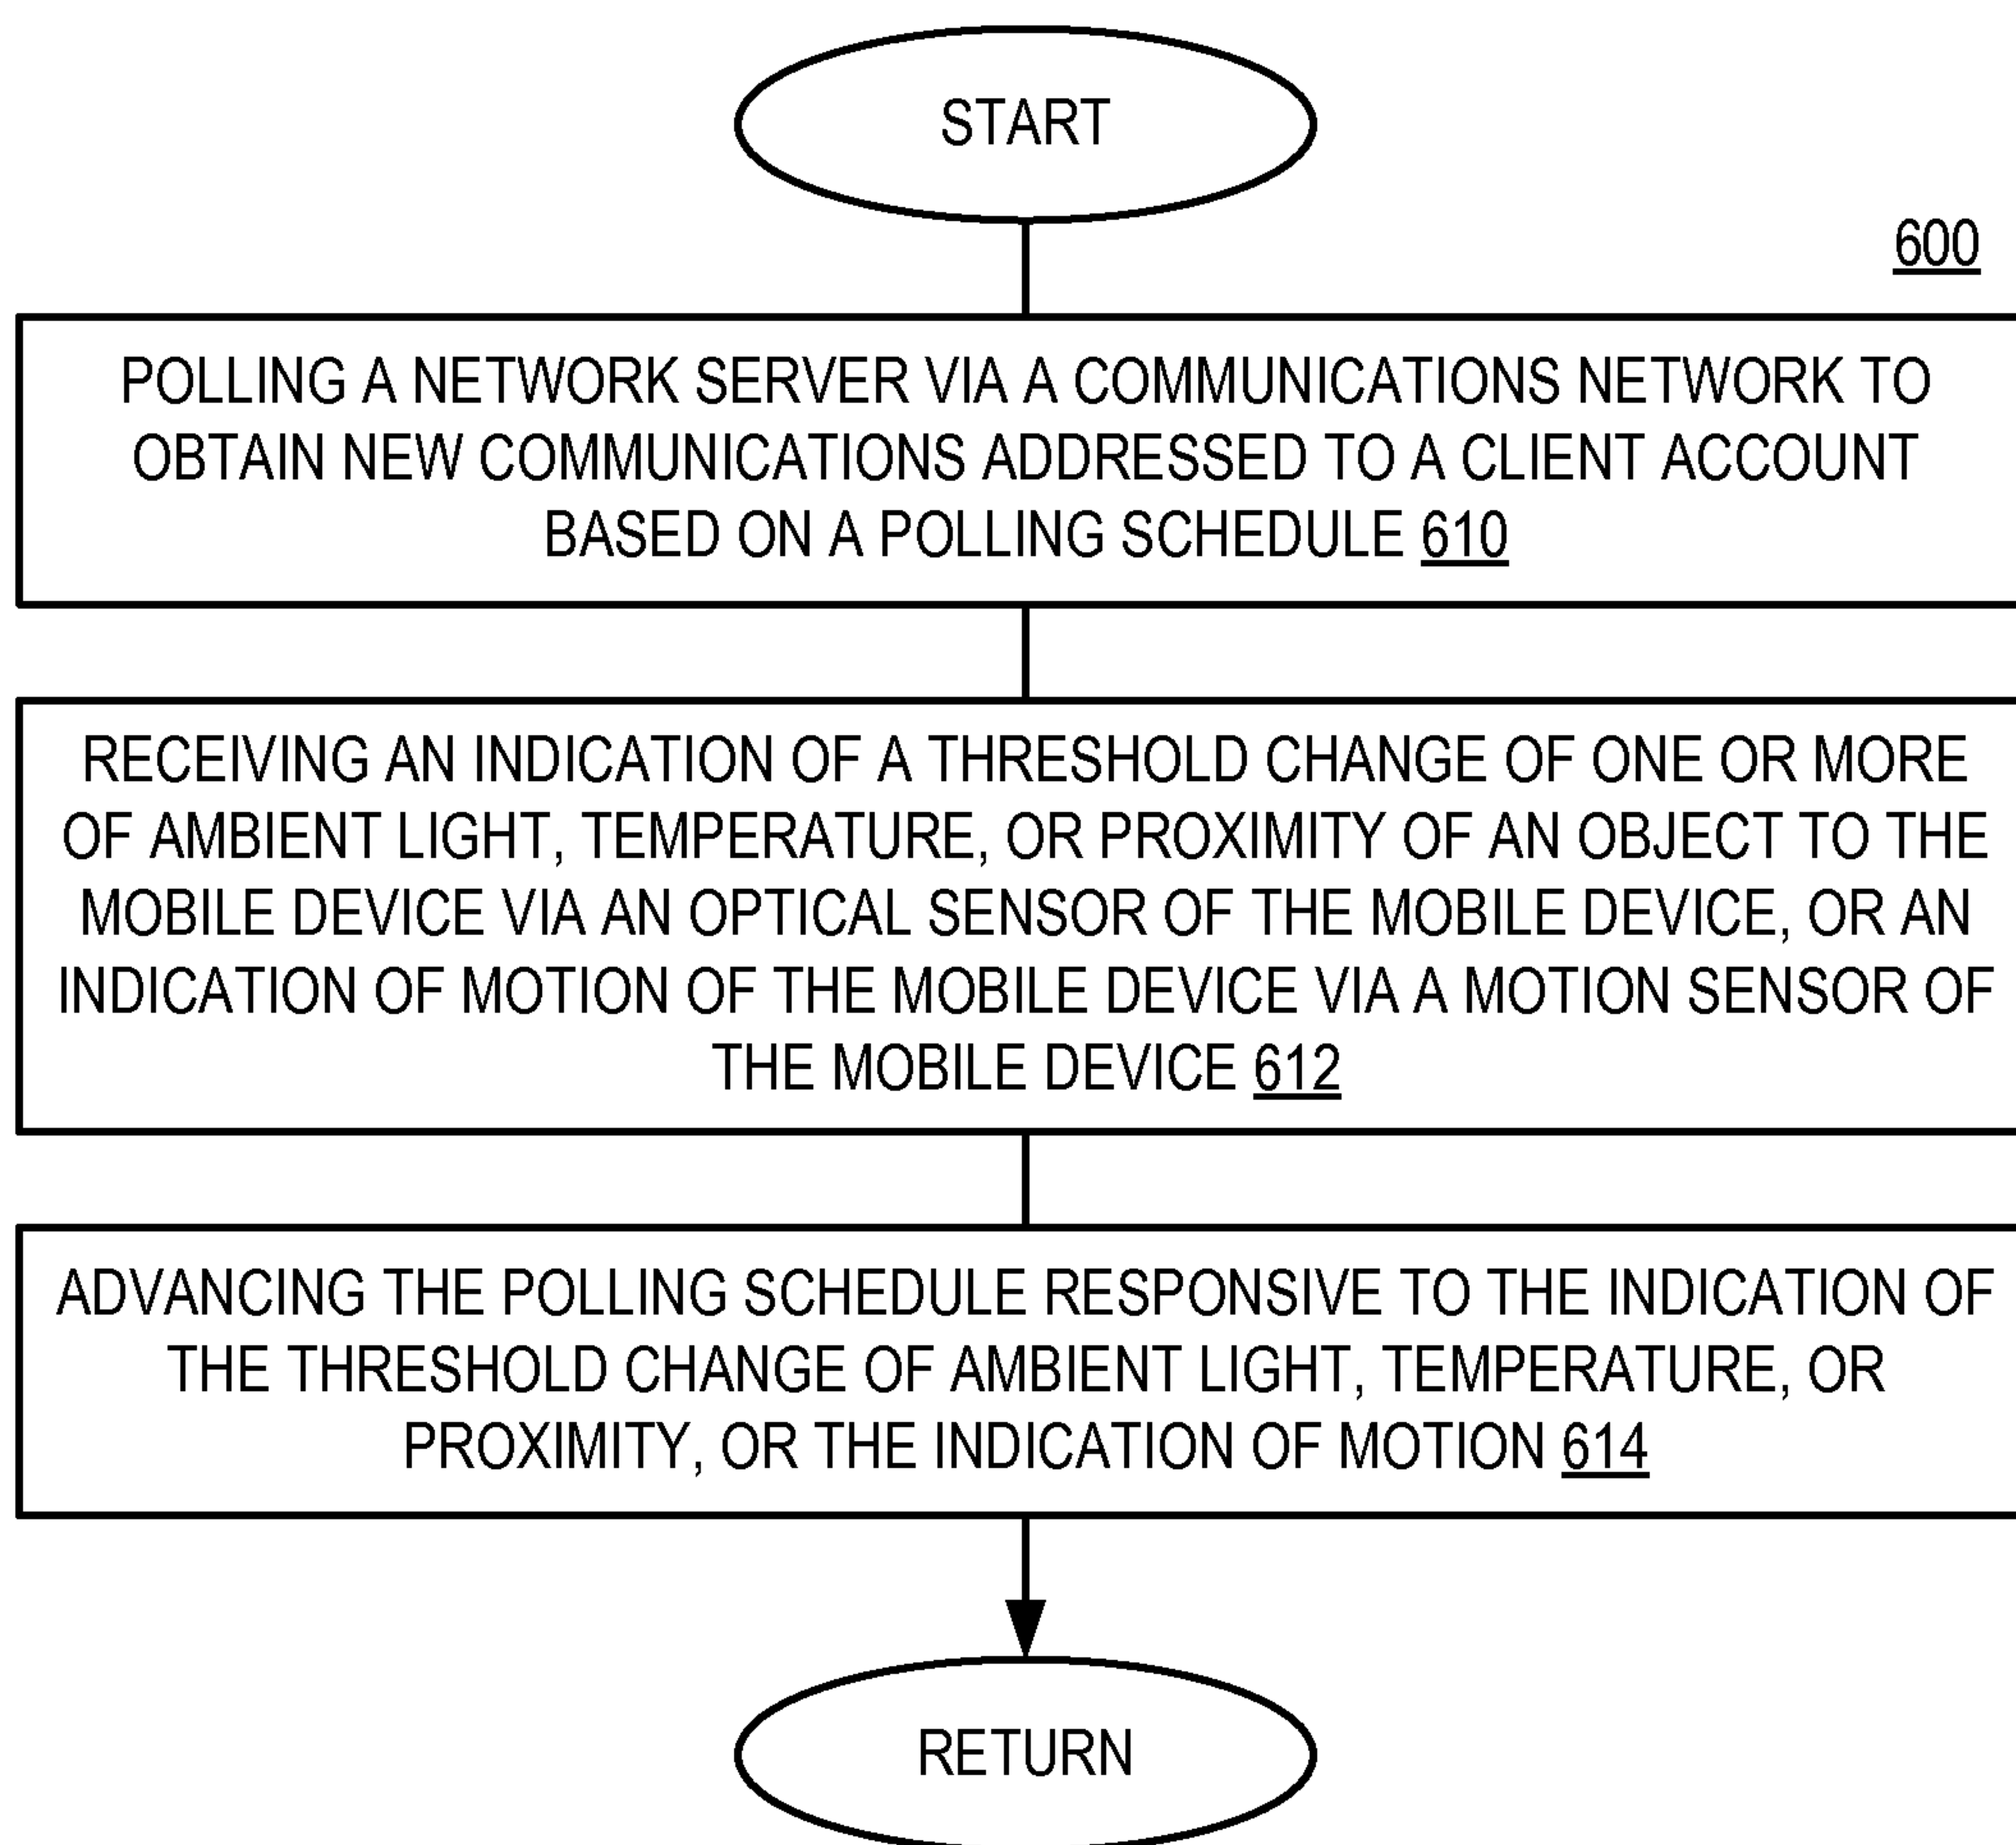 START
600
POLLING A NETWORK SERVER VIA A COMMUNICATIONS NETWORK TO
OBTAIN NEW COMMUNICATIONS ADDRESSED TO A CLIENT ACCOUNT
BASED ON A POLLING SCHEDULE 610
RECEIVING AN INDICATION OF A THRESHOLD CHANGE OF ONE OR MORE
OF AMBIENT LIGHT, TEMPERATURE, OR PROXIMITY OF AN OBJECT TO THE
MOBILE DEVICE VIA AN OPTICAL SENSOR OF THE MOBILE DEVICE, OR AN
INDICATION OF MOTION OF THE MOBILE DEVICE VIA A MOTION SENSOR OF
THE MOBILE DEVICE 612
ADVANCING THE POLLING SCHEDULE RESPONSIVE TO THE INDICATION OF
THE THRESHOLD CHANGE OF AMBIENT LIGHT, TEMPERATURE, OR
PROXIMITY, OR THE INDICATION OF MOTION 614
RETURN